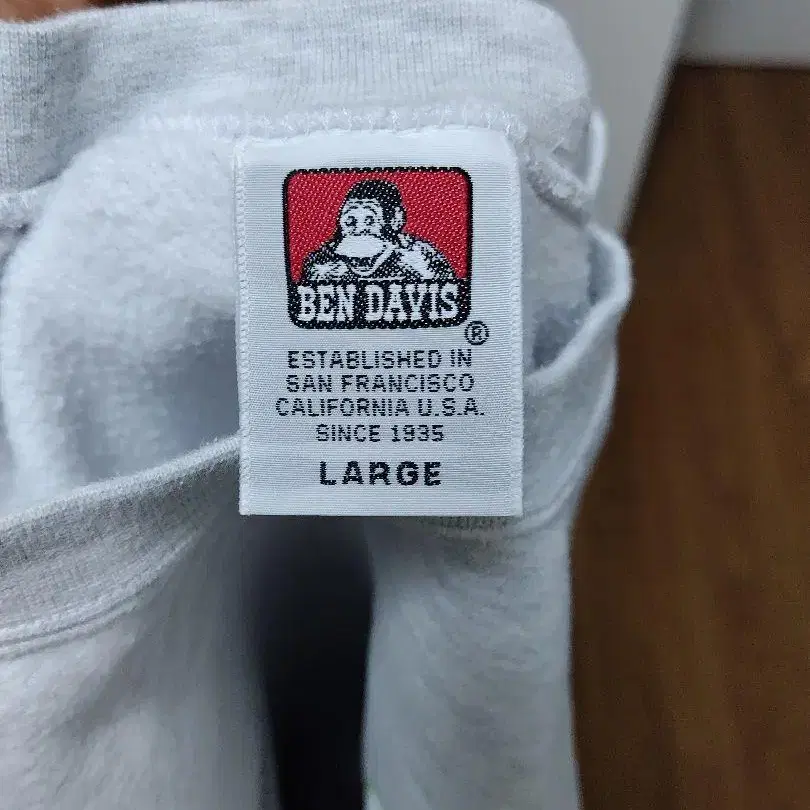 BEN DAVIS
®
ESTABLISHED IN
SAN FRANCISCO
CALIFORNIA U.S.A.
SINCE 1935
LARGE